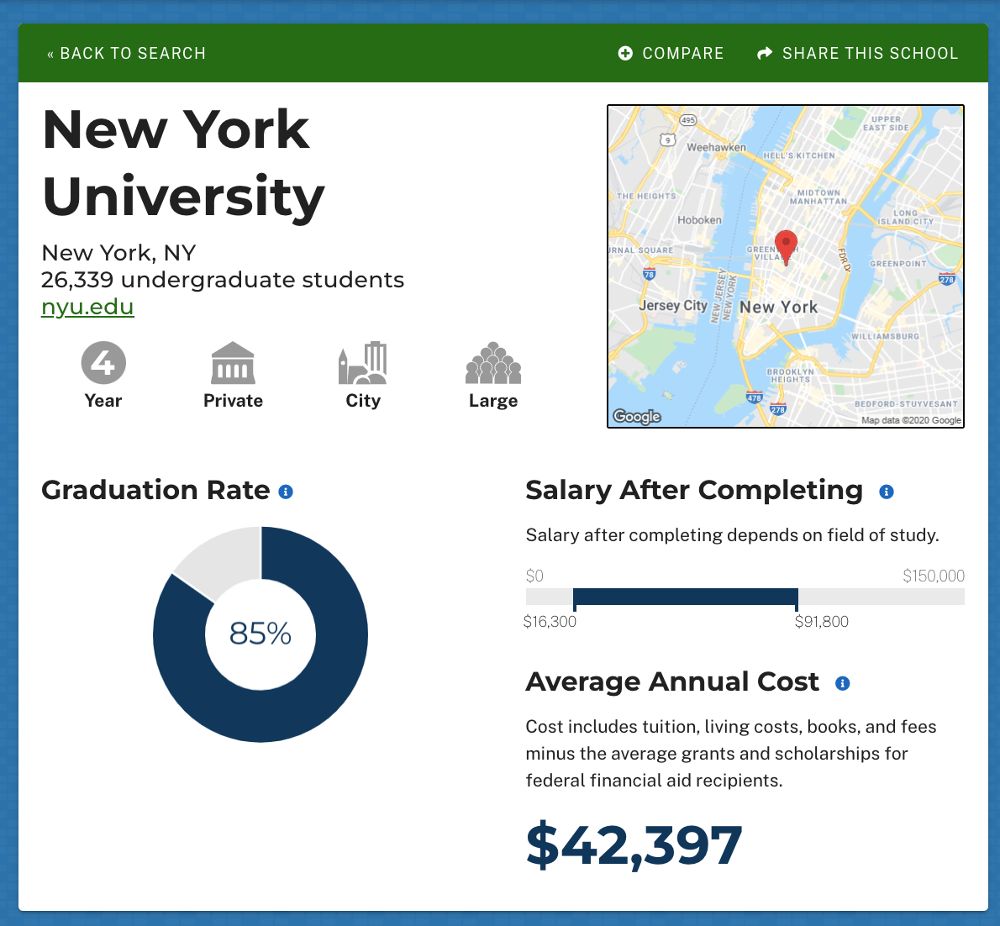 « BACK TO SEARCH
COMPARE
SHARE THIS SCHOOL
New York
University
New York, NY
26,339 undergraduate students
nyu.edu
4
Year
Private
City
Large
495
9
UPPER
EAST SIDE
Weehawken
HELL'S KITCHEN
THE HEIGHTS
MIDTOWN
MANHATTAN
Hoboken
LONG
ISLAND CITY
URNAL SQUARE
GREENWICH
VILLAGE
FDR Dr
GREENPOINT
78
278
Jersey City
NEW JERSEY
NEW YORK
New York
WILLIAMSBURG
BROOKLYN
HEIGHTS
478
278
BEDFORD-STUYVESANT
Google
Map data ©2020 Google
Graduation Rate
85%
Salary After Completing
Salary after completing depends on field of study.
$0
$150,000
$16,300
$91,800
Average Annual Cost
Cost includes tuition, living costs, books, and fees
minus the average grants and scholarships for
federal financial aid recipients.
$42,397